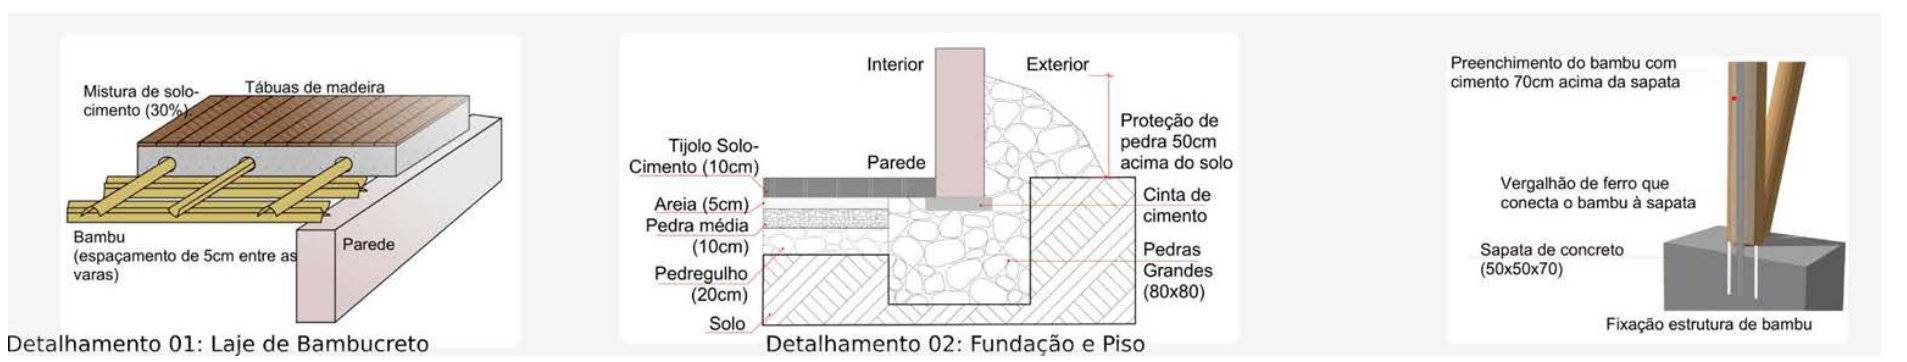 Mistura de solo-
cimento (30%)
Tábuas de madeira
Bambu
(espaçamento de 5cm entre as
varas)
Parede
Detalhamento 01: Laje de Bambucreto
Interior
Exterior
Proteção de
pedra 50cm
acima do solo
Tijolo Solo-
Cimento (10cm)
Parede
Areia (5cm)
Cinta de
cimento
Pedra média
(10cm)
Pedregulho
(20cm)
Pedras
Grandes
(80x80)
Solo
Detalhamento 02: Fundação e Piso
Preenchimento do bambu com
cimento 70cm acima da sapata
Vergalhão de ferro que
conecta o bambu à sapata
Sapata de concreto
(50x50x70)
Fixação estrutura de bambu